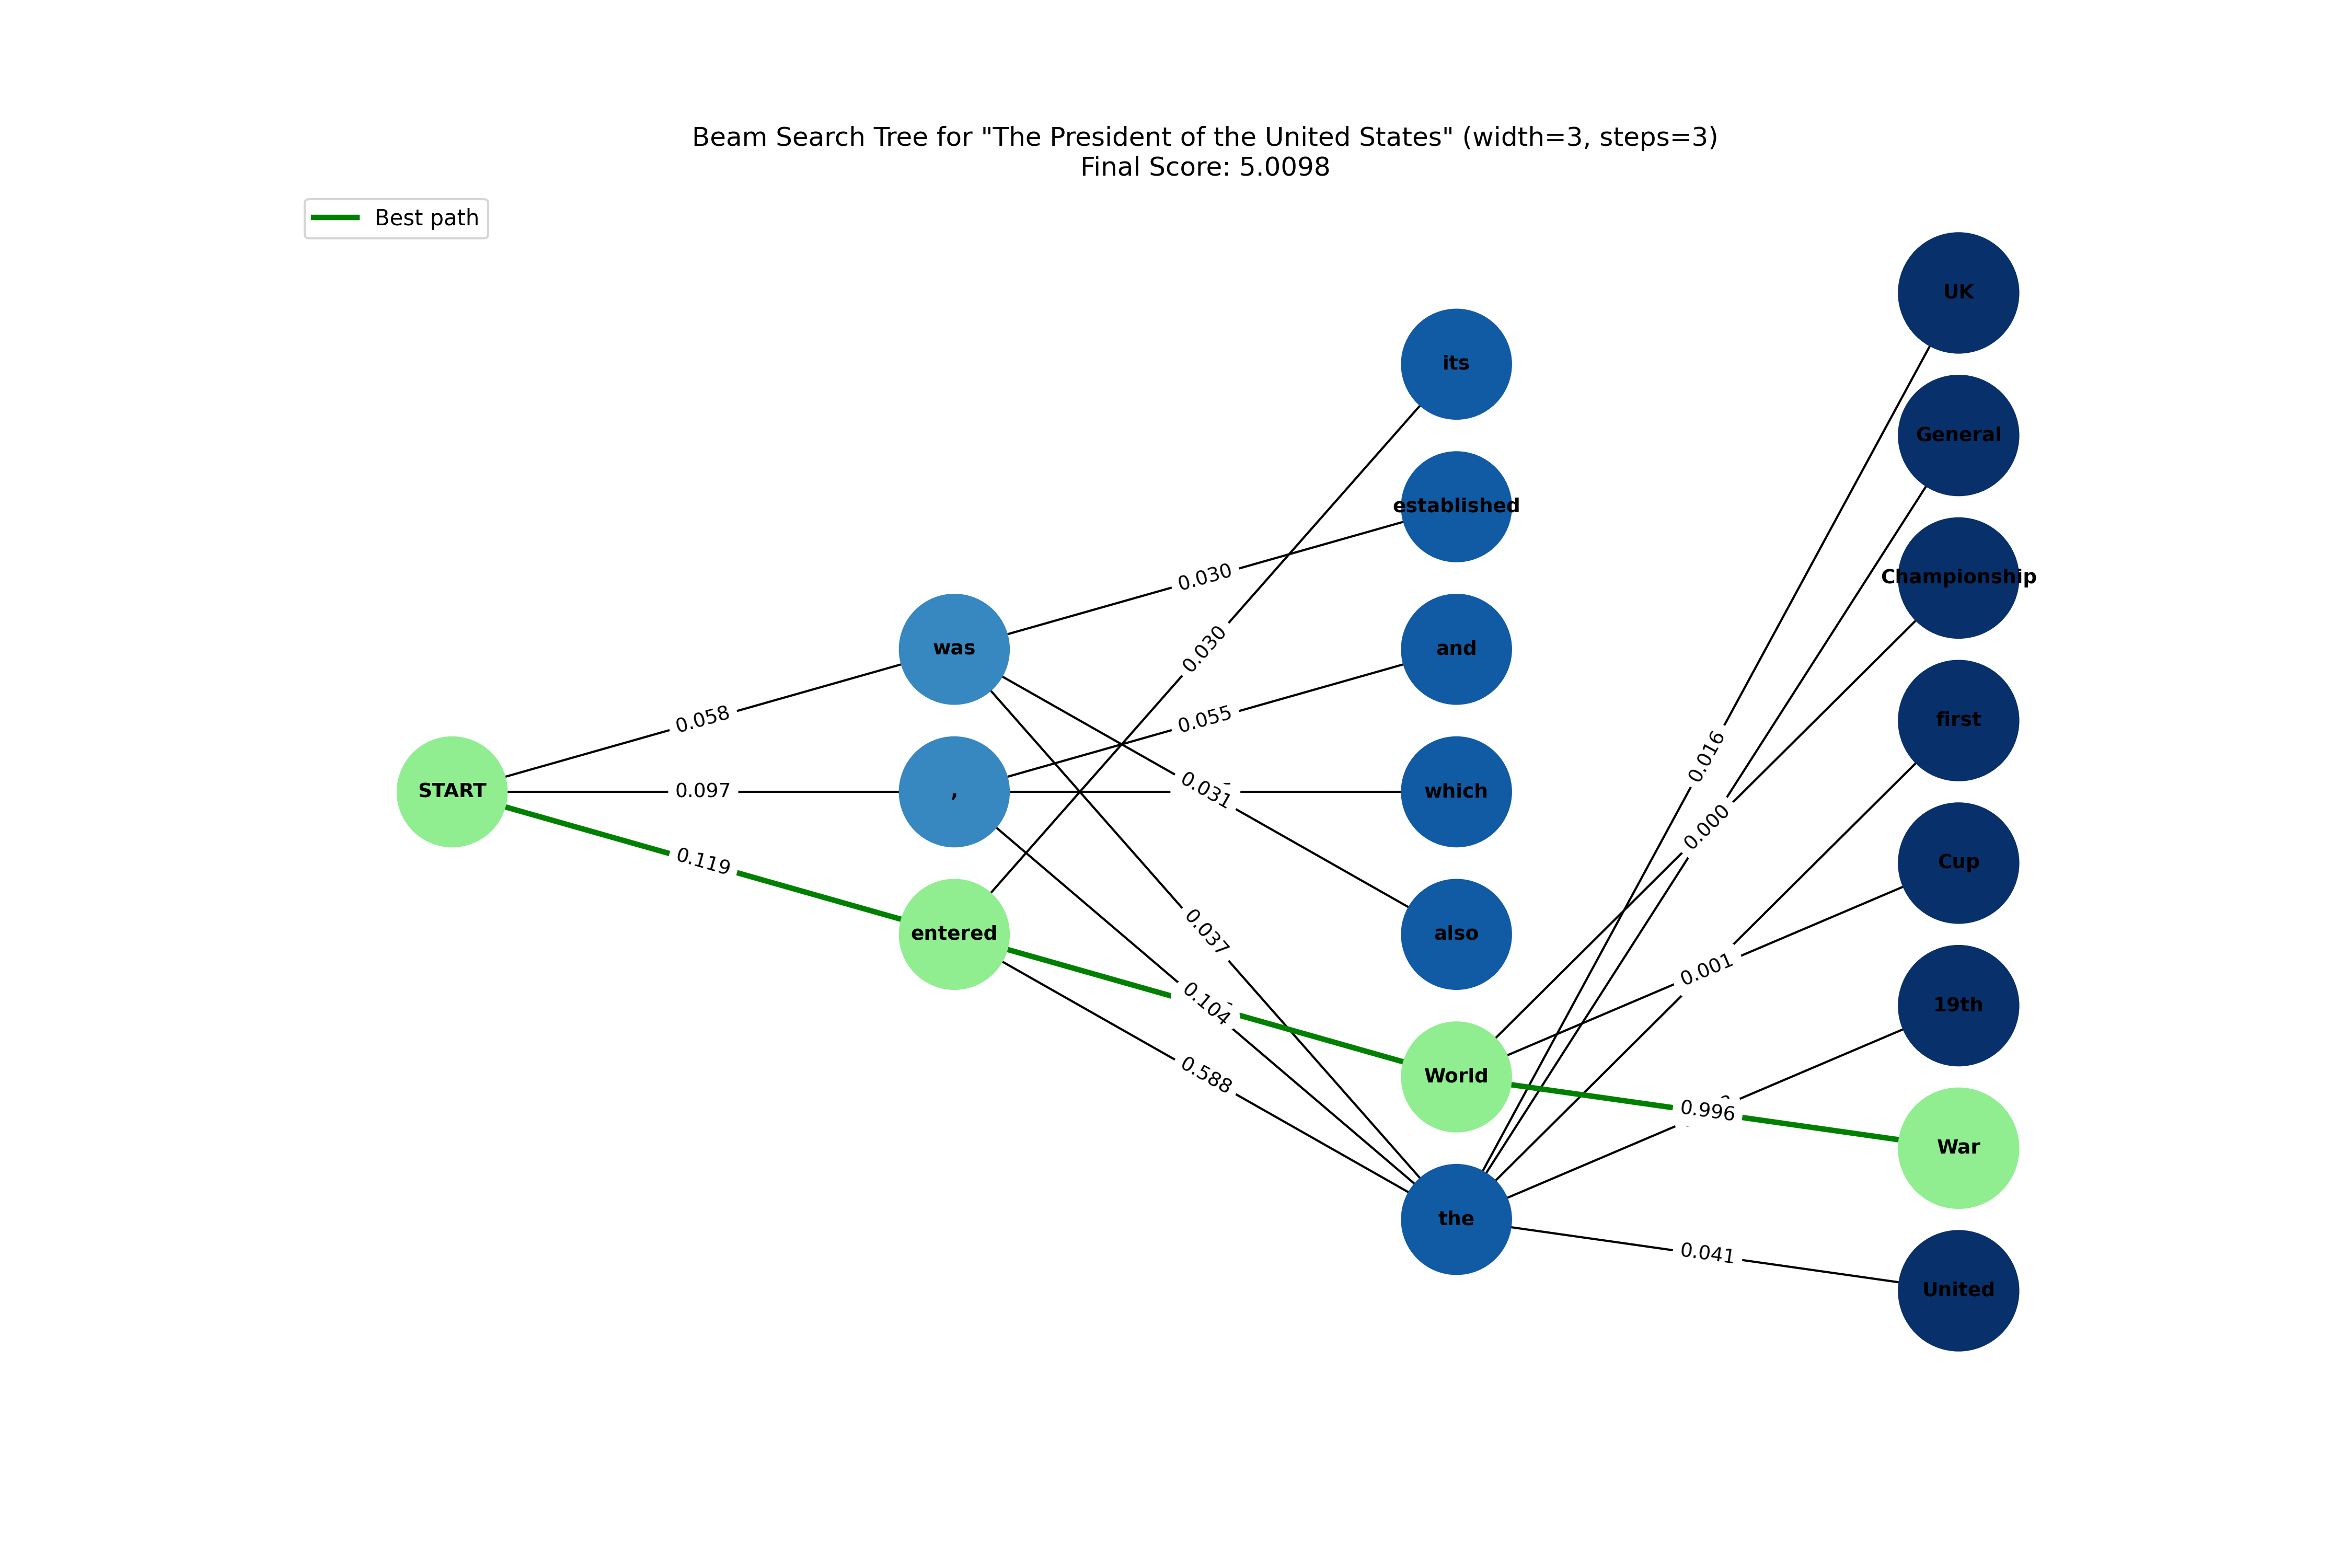 Beam Search Tree for "The President of the United States" (width=3, steps=3)
Final Score: 5.0098
Best path
START
0.058
0.097
0.119
was
,
entered
0.030
0.030
0.055
0.031
0.037
0.104
0.588
its
established
and
which
also
World
the
0.016
0.000
0.001
0.996
0.041
UK
General
Championship
first
Cup
19th
War
United